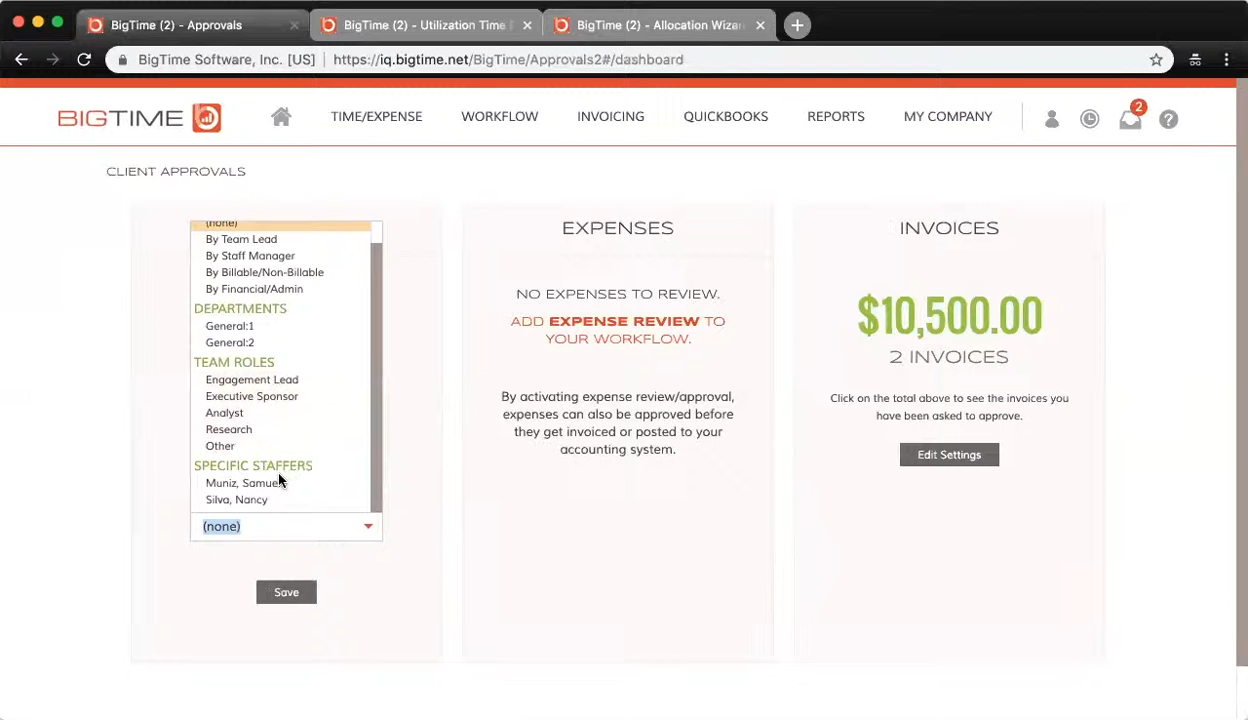 BigTime (2) - Approvals
BigTime (2) - Utilization Time
BigTime (2) - Allocation Wizar
BigTime Software, Inc. [US] | https://iq.bigtime.net/BigTime/Approvals2#/dashboard
BIGTIME
TIME/EXPENSE
WORKFLOW
INVOICING
QUICKBOOKS
REPORTS
MY COMPANY
2
?
CLIENT APPROVALS
(none)
By Team Lead
By Staff Manager
By Billable/Non-Billable
By Financial/Admin
DEPARTMENTS
General:1
General:2
TEAM ROLES
Engagement Lead
Executive Sponsor
Analyst
Research
Other
SPECIFIC STAFFERS
Muniz, Samue
Silva, Nancy
(none)
Save
EXPENSES
NO EXPENSES TO REVIEW.
ADD EXPENSE REVIEW TO
YOUR WORKFLOW.
By activating expense review/approval,
expenses can also be approved before
they get invoiced or posted to your
accounting system.
INVOICES
$10,500.00
2 INVOICES
Click on the total above to see the invoices you
have been asked to approve.
Edit Settings